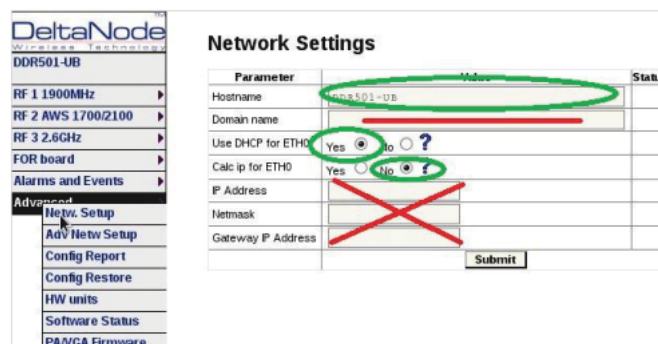 DeltaNode
TM
Wireless Technology
DDR501-UB
RF 1 1900MHz
RF 2 AWS 1700/2100
RF 3 2.6GHz
FOR board
Alarms and Events
Advanced
Netw. Setup
Adv Netw Setup
Config Report
Config Restore
HW units
Software Status
PA/VGA Firmware
Network Settings
Parameter Value Statu
Hostname DDR501-UB
Domain name
Use DHCP for ETH0 Yes No ?
Calc ip for ETH0 Yes No ?
IP Address
Netmask
Gateway IP Address
Submit